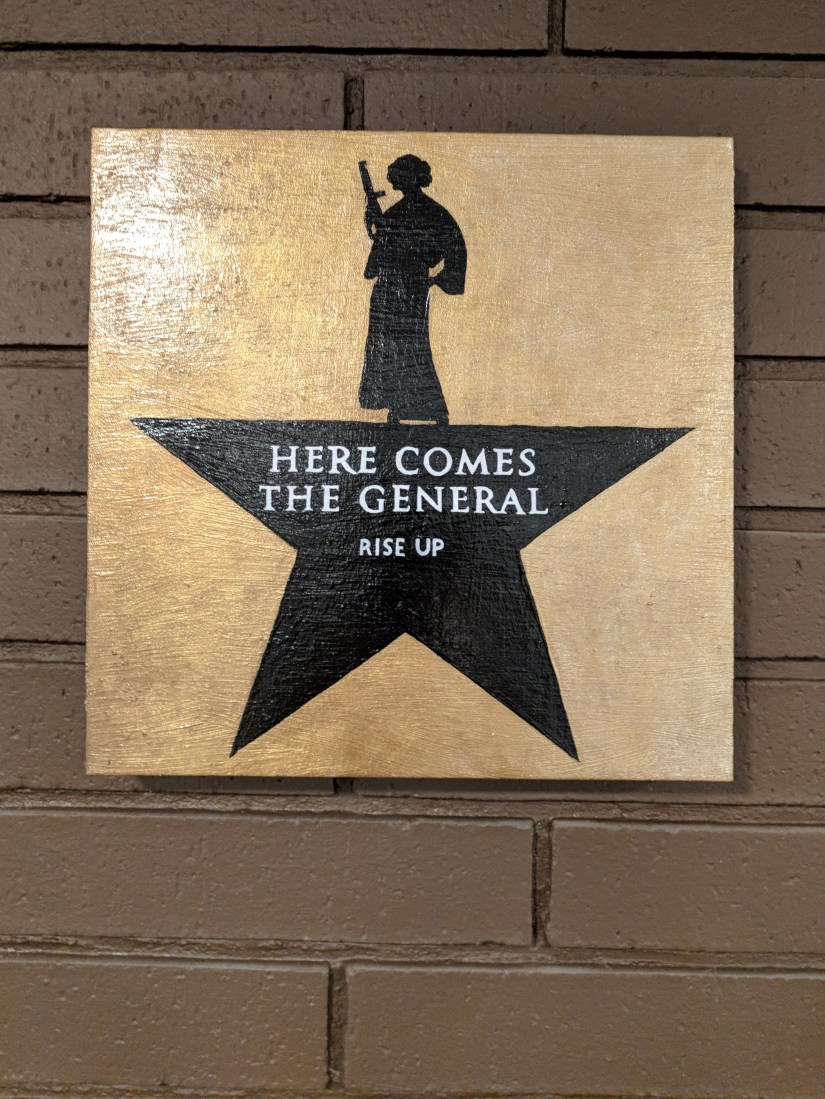 HERE COMES
THE GENERAL
RISE UP